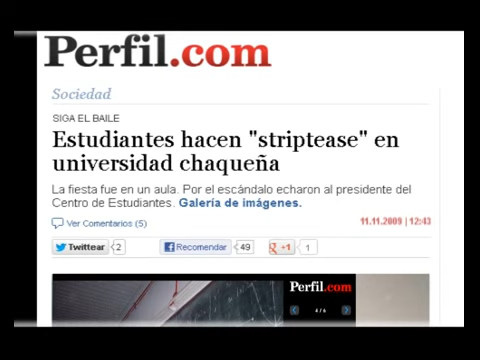 Perfil.com
Sociedad
SIGA EL BAILE
Estudiantes hacen "striptease" en
universidad chaqueña
La fiesta fue en un aula. Por el escándalo echaron al presidente del
Centro de Estudiantes. Galería de imágenes.
Ver Comentarios (5)
11.11.2009 | 12:43
Twittear 2
Recomendar 49
+1 1
Perfil.com
4 / 6